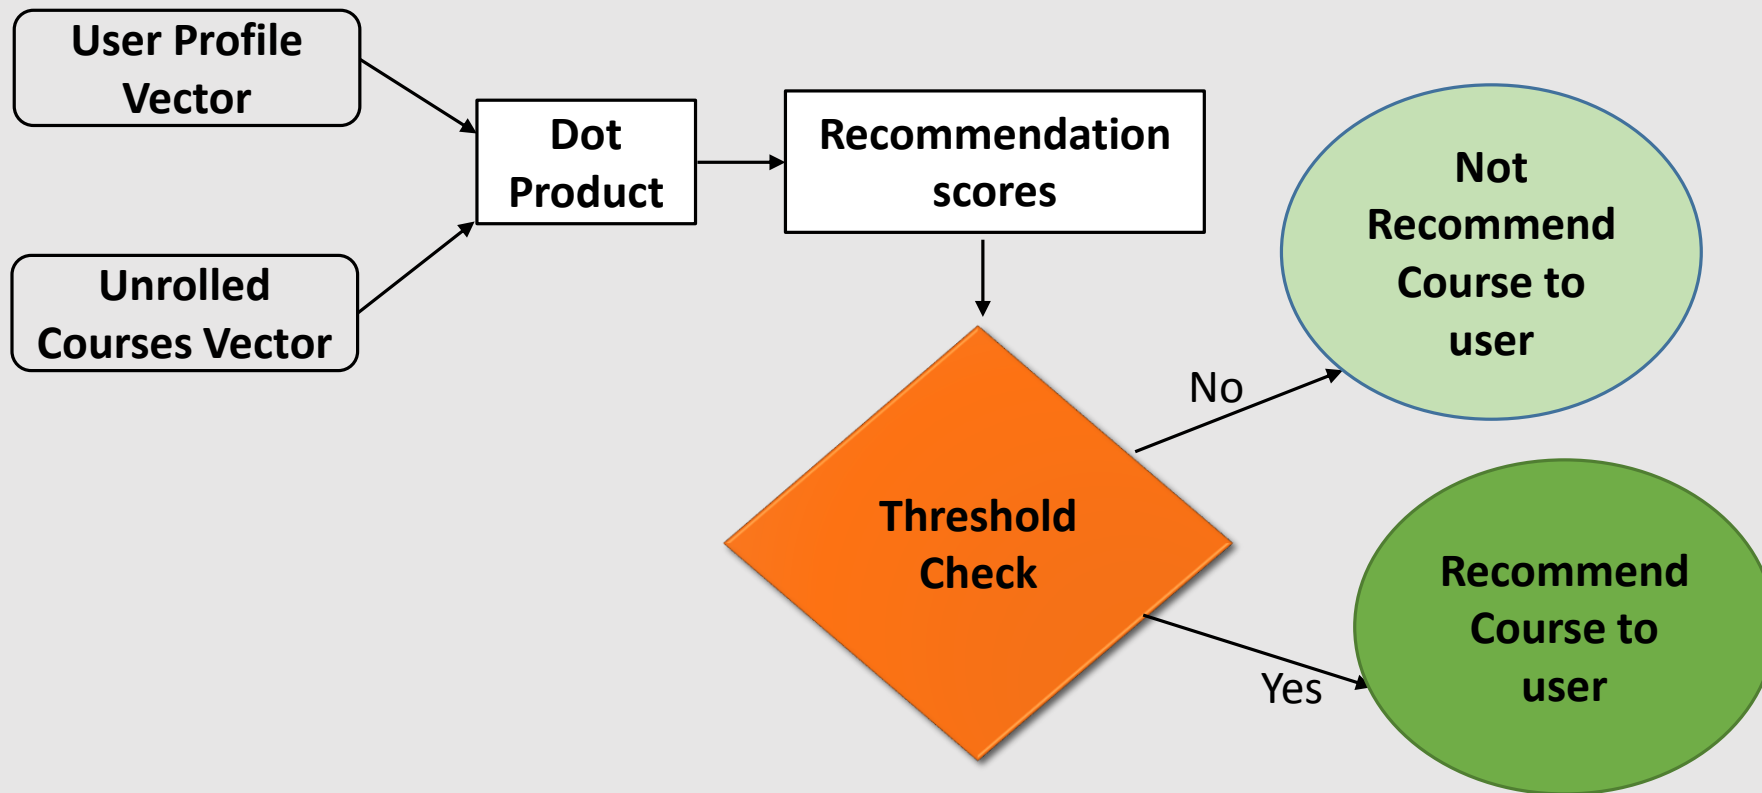 User Profile
Vector
Unrolled
Courses Vector
Dot
Product
Recommendation
scores
Threshold
Check
No
Not
Recommend
Course to
user
Yes
Recommend
Course to
user